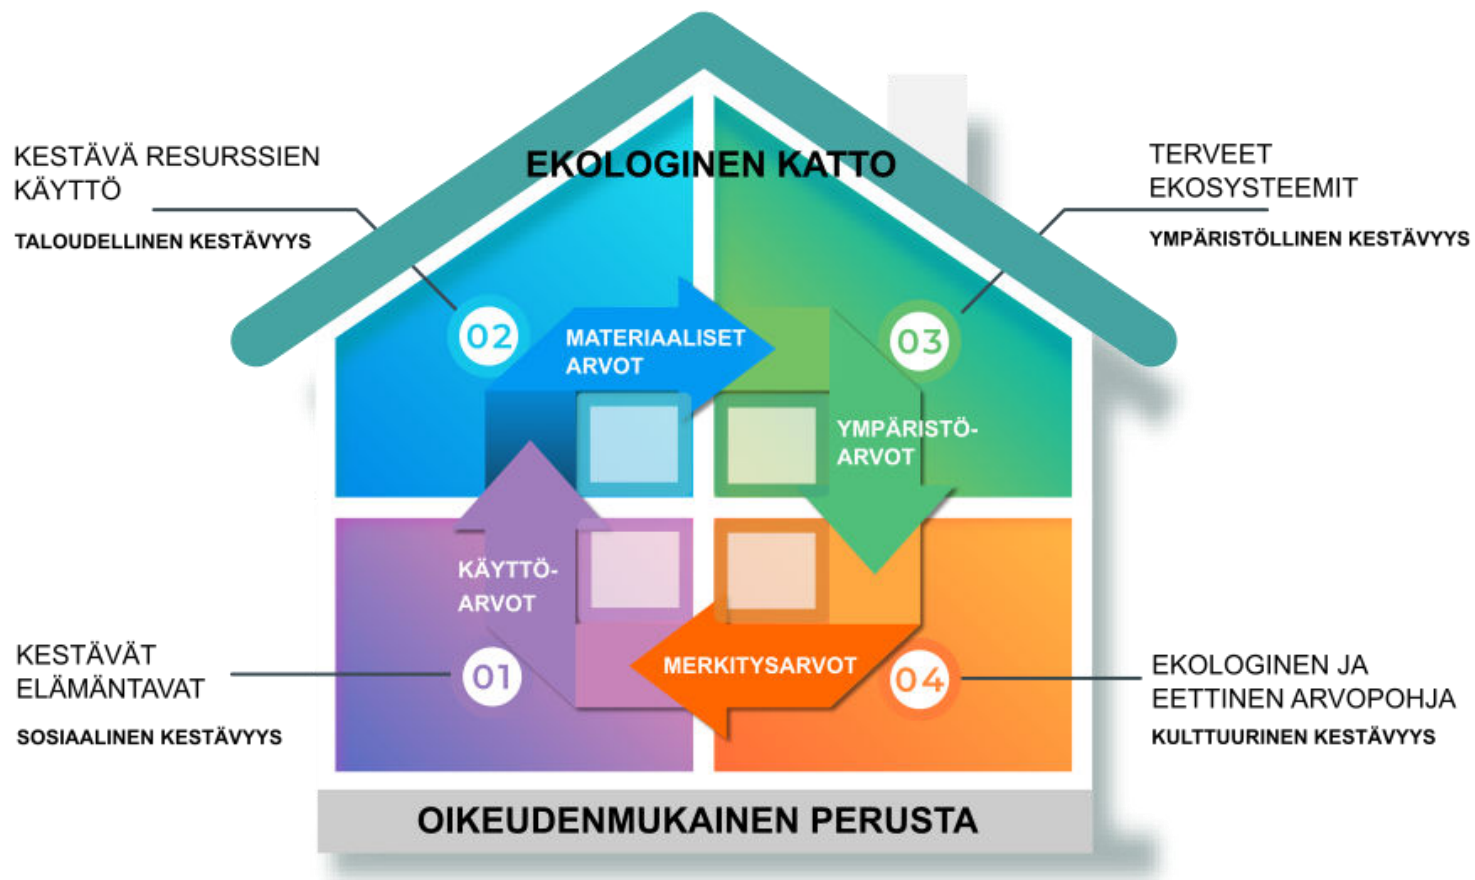 EKOLOGINEN KATTO
KESTÄVÄ RESURSSIEN
KÄYTTÖ
TALOUDELLINEN KESTÄVYYS
TERVEET
EKOSYSTEEMIT
YMPÄRISTÖLLINEN KESTÄVYYS
02
MATERIAALISET
ARVOT
03
YMPÄRISTÖ-
ARVOT
KÄYTTÖ-
ARVOT
01
MERKITYSARVOT
04
KESTÄVÄT
ELÄMÄNTAVAT
SOSIAALINEN KESTÄVYYS
EKOLOGINEN JA
EETTINEN ARVOPOHJA
KULTTUURINEN KESTÄVYYS
OIKEUDENMUKAINEN PERUSTA